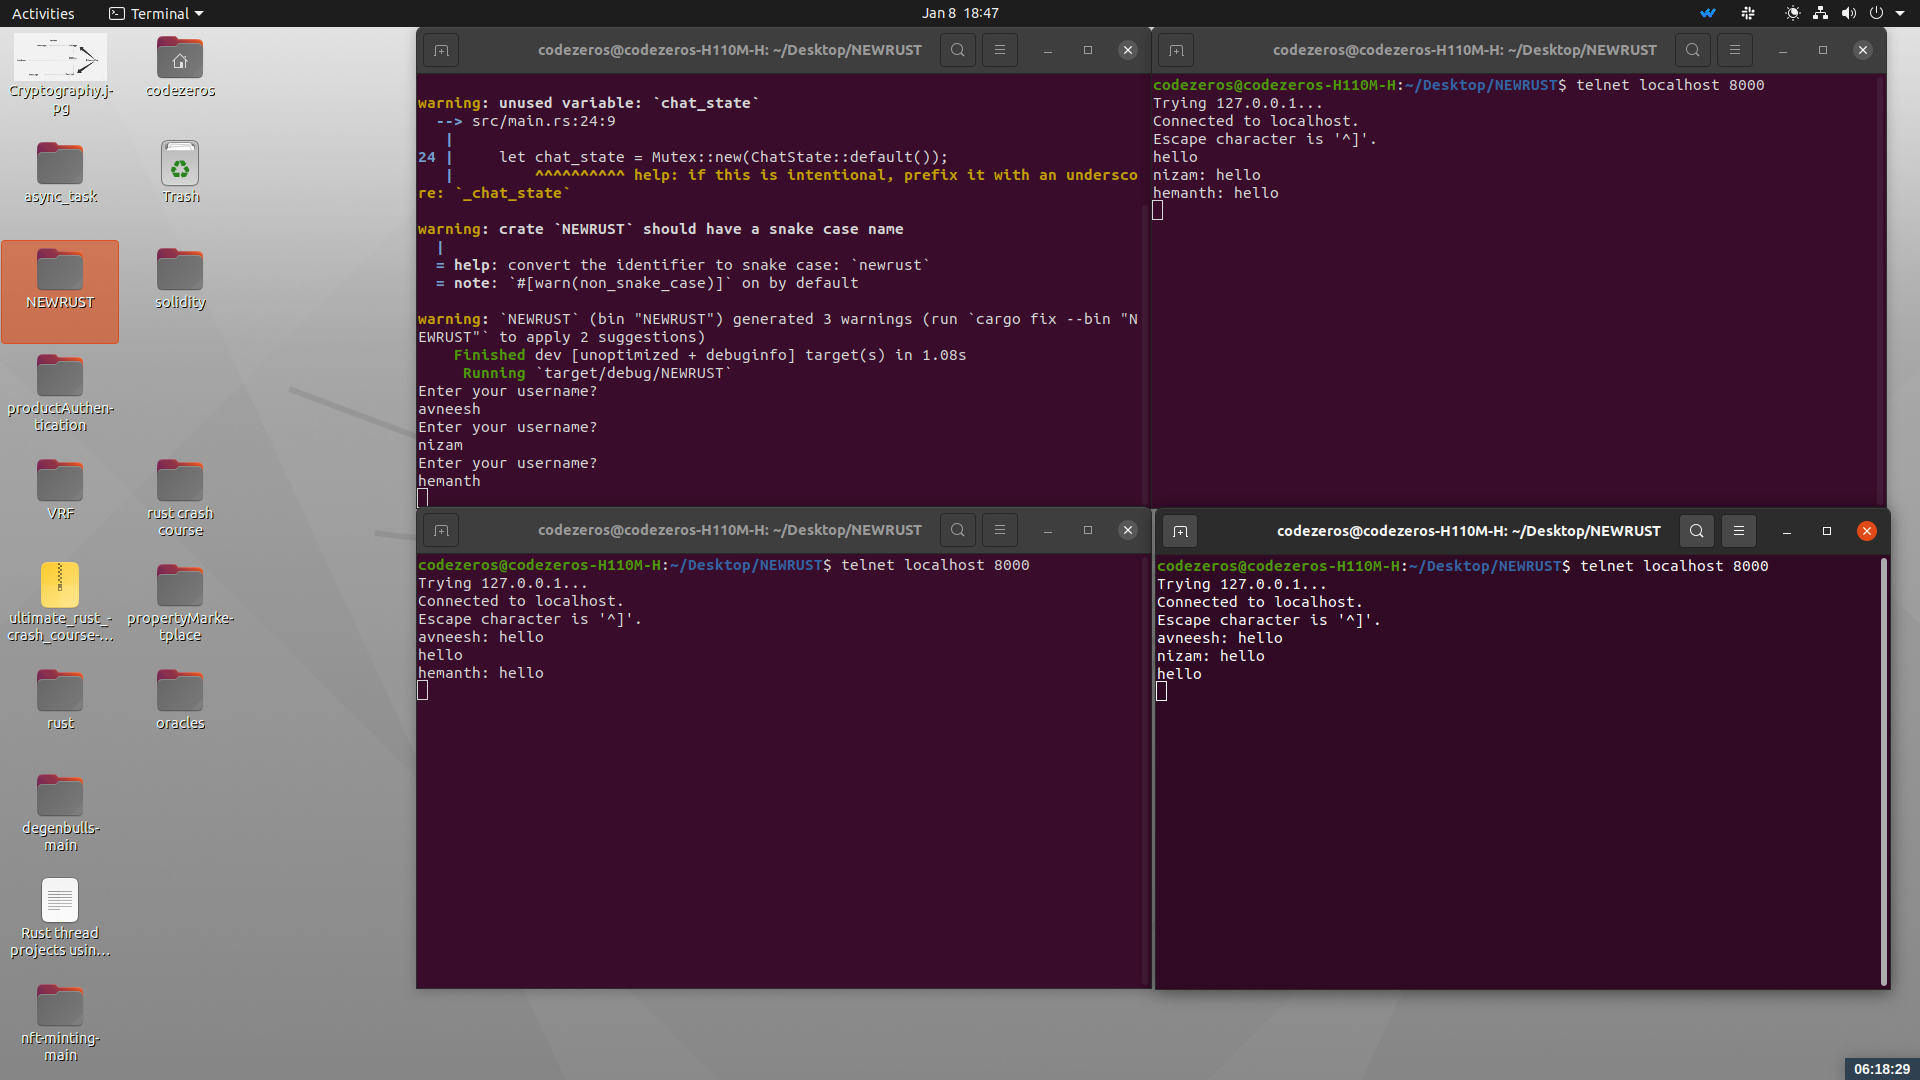 Activities
Terminal
Jan 8 18:47
Cryptography.j-
pg
codezeros
async_task
Trash
NEWRUST
solidity
productAuthen-
tication
VRF
rust crash
course
ultimate_rust_-
crash_course-...
propertyMarke-
tplace
rust
oracles
degenbulls-
main
Rust thread
projects usin...
nft-minting-
main
codezeros@codezeros-H110M-H: ~/Desktop/NEWRUST
warning: unused variable: `chat_state`
--> src/main.rs:24:9
|
24 | let chat_state = Mutex::new(ChatState::default());
| ^^^^^^^^^^ help: if this is intentional, prefix it with an undersco
re: `_chat_state`
warning: crate `NEWRUST` should have a snake case name
|
= help: convert the identifier to snake case: `newrust`
= note: `#[warn(non_snake_case)]` on by default
warning: `NEWRUST` (bin "NEWRUST") generated 3 warnings (run `cargo fix --bin "N
EWRUST"` to apply 2 suggestions)
Finished dev [unoptimized + debuginfo] target(s) in 1.08s
Running `target/debug/NEWRUST`
Enter your username?
avneesh
Enter your username?
nizam
Enter your username?
hemanth
codezeros@codezeros-H110M-H: ~/Desktop/NEWRUST
codezeros@codezeros-H110M-H:~/Desktop/NEWRUST$ telnet localhost 8000
Trying 127.0.0.1...
Connected to localhost.
Escape character is '^]'.
hello
nizam: hello
hemanth: hello
codezeros@codezeros-H110M-H: ~/Desktop/NEWRUST
codezeros@codezeros-H110M-H:~/Desktop/NEWRUST$ telnet localhost 8000
Trying 127.0.0.1...
Connected to localhost.
Escape character is '^]'.
avneesh: hello
hello
hemanth: hello
codezeros@codezeros-H110M-H: ~/Desktop/NEWRUST
codezeros@codezeros-H110M-H:~/Desktop/NEWRUST$ telnet localhost 8000
Trying 127.0.0.1...
Connected to localhost.
Escape character is '^]'.
avneesh: hello
nizam: hello
hello
06:18:29